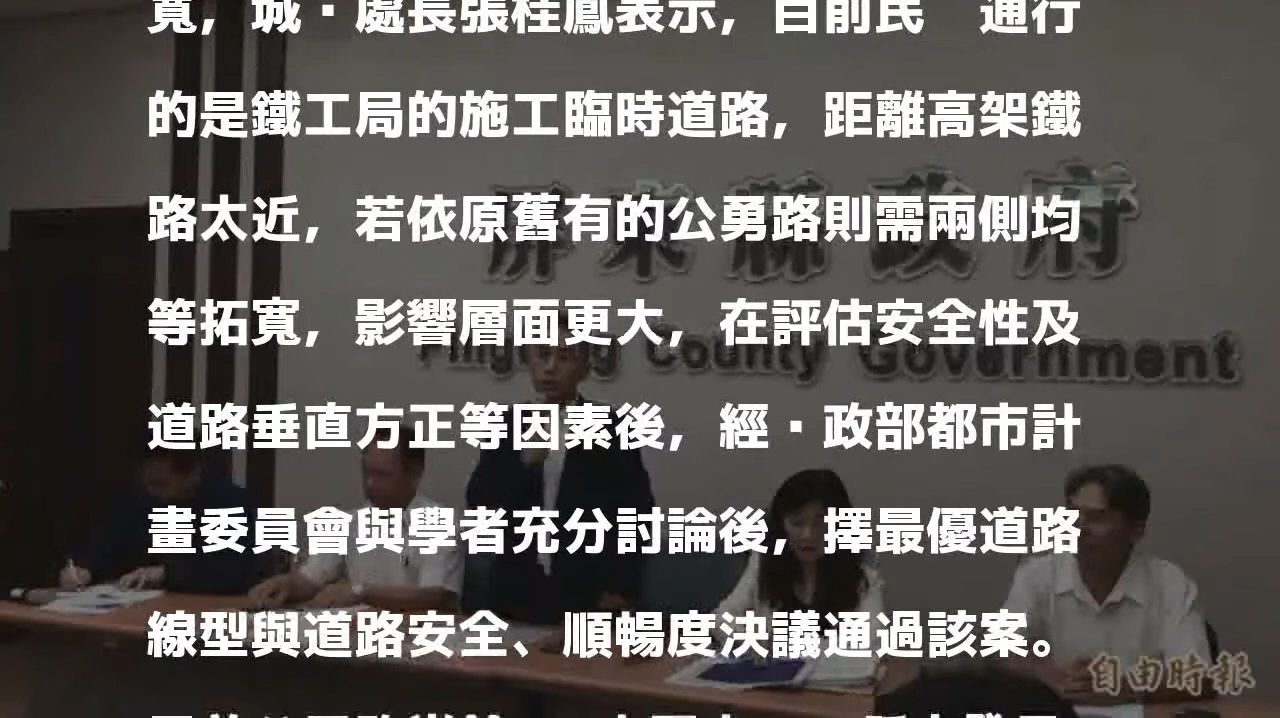 寬，城·處長張桂鳳表示，目前民　通行
的是鐵工局的施工臨時道路，距離高架鐵
路太近，若依原舊有的公勇路則需兩側均
等拓寬，影響層面更大，在評估安全性及
道路垂直方正等因素後，經·政部都市計
畫委員會與學者充分討論後，擇最優道路
線型與道路安全、順暢度決議通過該案。
屏東縣政府
Pingtung County Government
自由時報